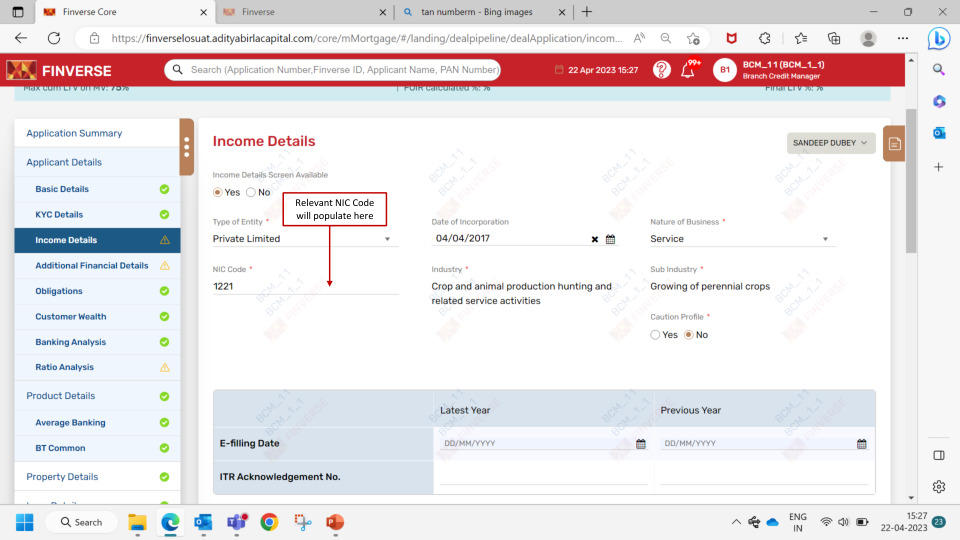 Finverse Core
Finverse
tan numberm - Bing images
https://finverselosuat.adityabirlacapital.com/core/mMortgage/#/landing/dealpipeline/dealApplication/incom...
FINVERSE
Search (Application Number,Finverse ID, Applicant Name, PAN Number)
22 Apr 2023 15:27
99+
B1
BCM_11 (BCM_1_1)
Branch Credit Manager
Max cum LTV on MV: 75%
FOIR calculated %: %
Final LTV %: %
Application Summary
Applicant Details
Basic Details
KYC Details
Income Details
Additional Financial Details
Obligations
Customer Wealth
Banking Analysis
Ratio Analysis
Product Details
Average Banking
BT Common
Property Details
Income Details
SANDEEP DUBEY
Income Details Screen Available
Yes No
Relevant NIC Code
will populate here
Type of Entity *
Date of Incorporation
Nature of Business *
Private Limited
04/04/2017
Service
NIC Code *
Industry *
Sub Industry *
1221
Crop and animal production hunting and
related service activities
Growing of perennial crops
Caution Profile *
Yes No
Latest Year
Previous Year
E-filling Date
DD/MM/YYYY
DD/MM/YYYY
ITR Acknowledgement No.
BCM_11
BCM_1_1
FINVERSE
Search
ENG
IN
15:27
22-04-2023
23